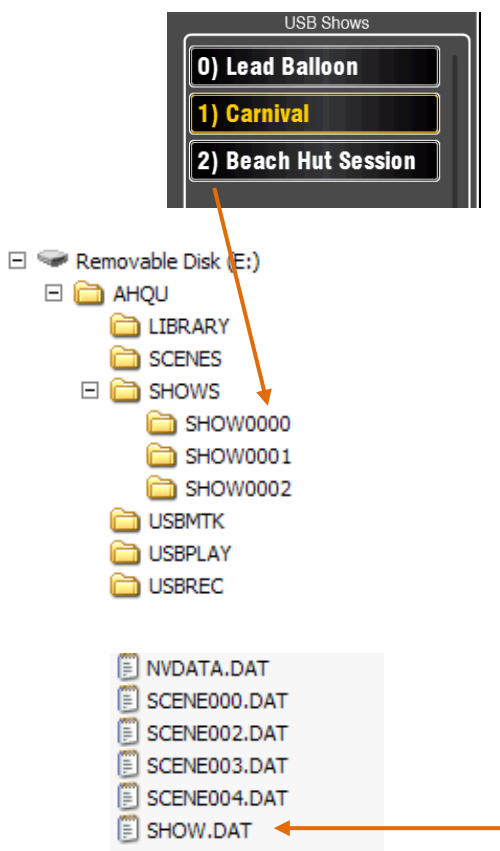 USB Shows
0) Lead Balloon
1) Carnival
2) Beach Hut Session
Removable Disk (E:)
AHQU
LIBRARY
SCENES
SHOWS
SHOW0000
SHOW0001
SHOW0002
USBMTK
USBPLAY
USBREC
NVDATA.DAT
SCENE000.DAT
SCENE002.DAT
SCENE003.DAT
SCENE004.DAT
SHOW.DAT